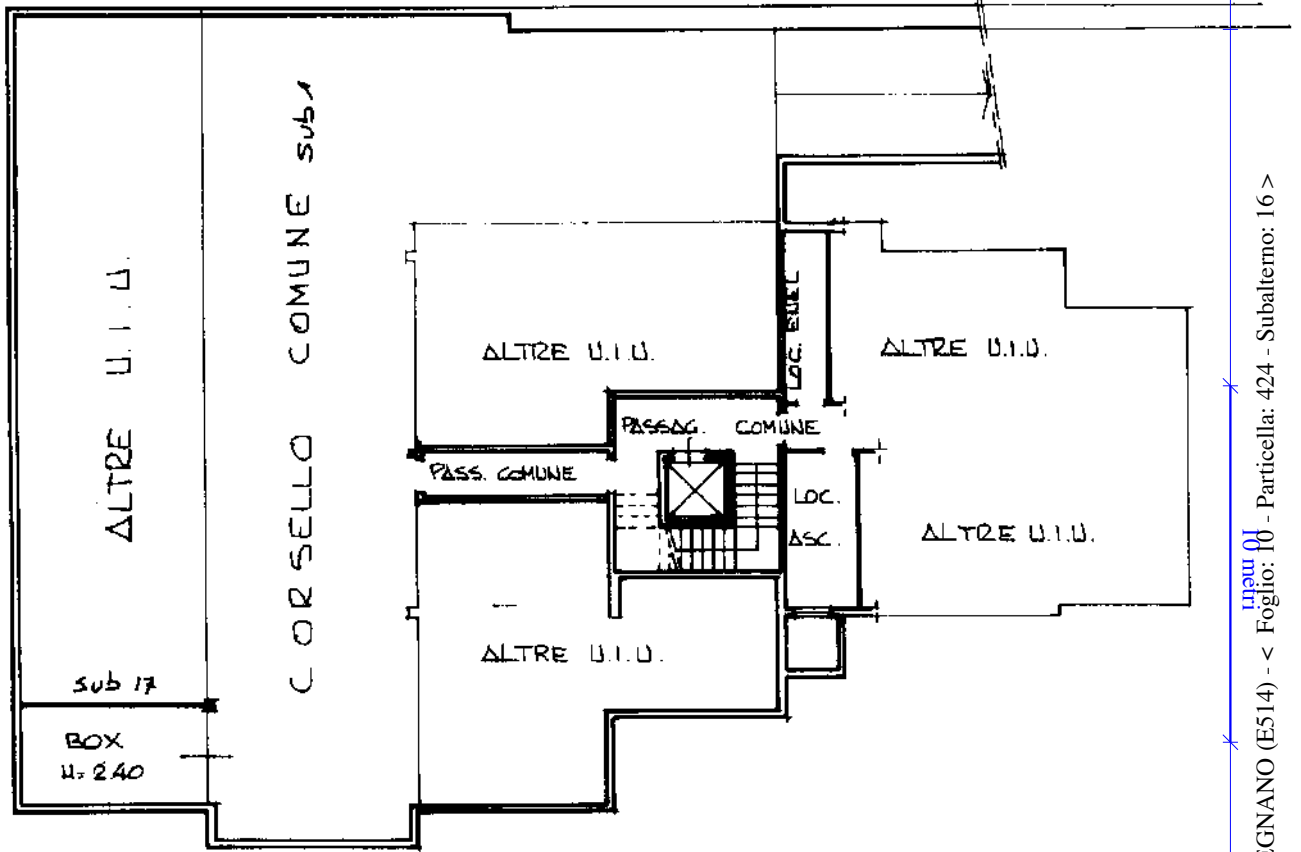 ALTRE U.I.U.
CORSELLO COMUNE sub 1
ALTRE U.I.U.
LOC. ENEL
ALTRE U.I.U.
PASSAG. COMUNE
PASS. COMUNE
LOC.
ASC.
ALTRE U.I.U.
ALTRE U.I.U.
sub 17
BOX
H= 2.40
10 metri
EGNANO (E514) - < Foglio: 10 - Particella: 424 - Subalterno: 16 >